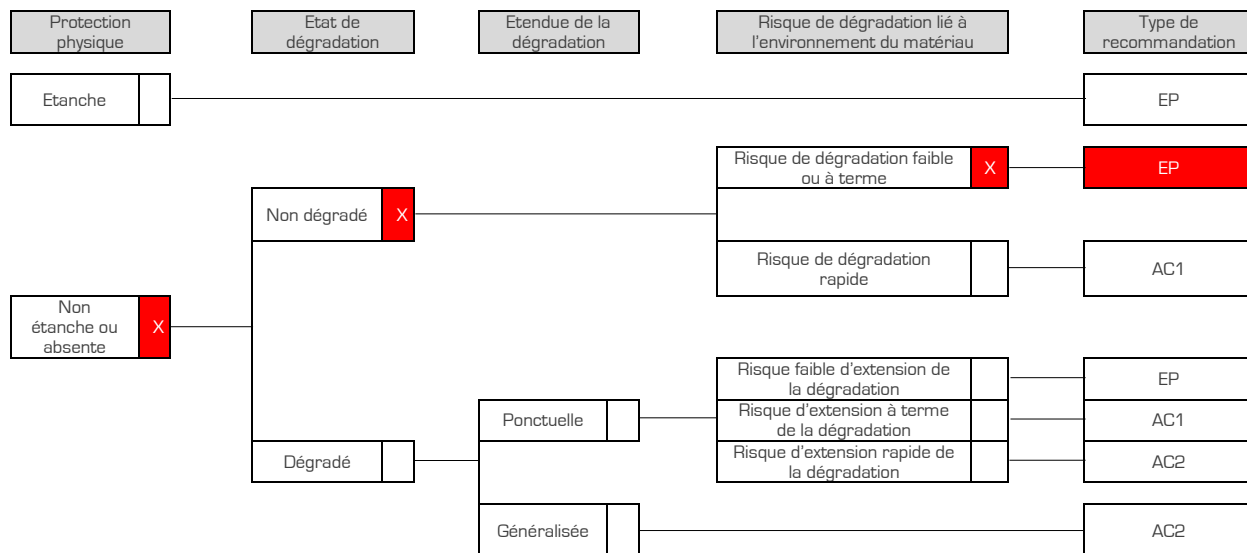 Protection
physique
Etat de
dégradation
Etendue de la
dégradation
Risque de dégradation lié à
l'environnement du matériau
Type de
recommandation
Etanche
EP
Risque de dégradation faible
ou à terme
X
EP
Non dégradé
X
Risque de dégradation
rapide
AC1
Non
étanche ou
absente
X
Risque faible d'extension de
la dégradation
EP
Ponctuelle
Risque d'extension à terme
de la dégradation
AC1
Dégradé
Risque d'extension rapide de
la dégradation
AC2
Généralisée
AC2